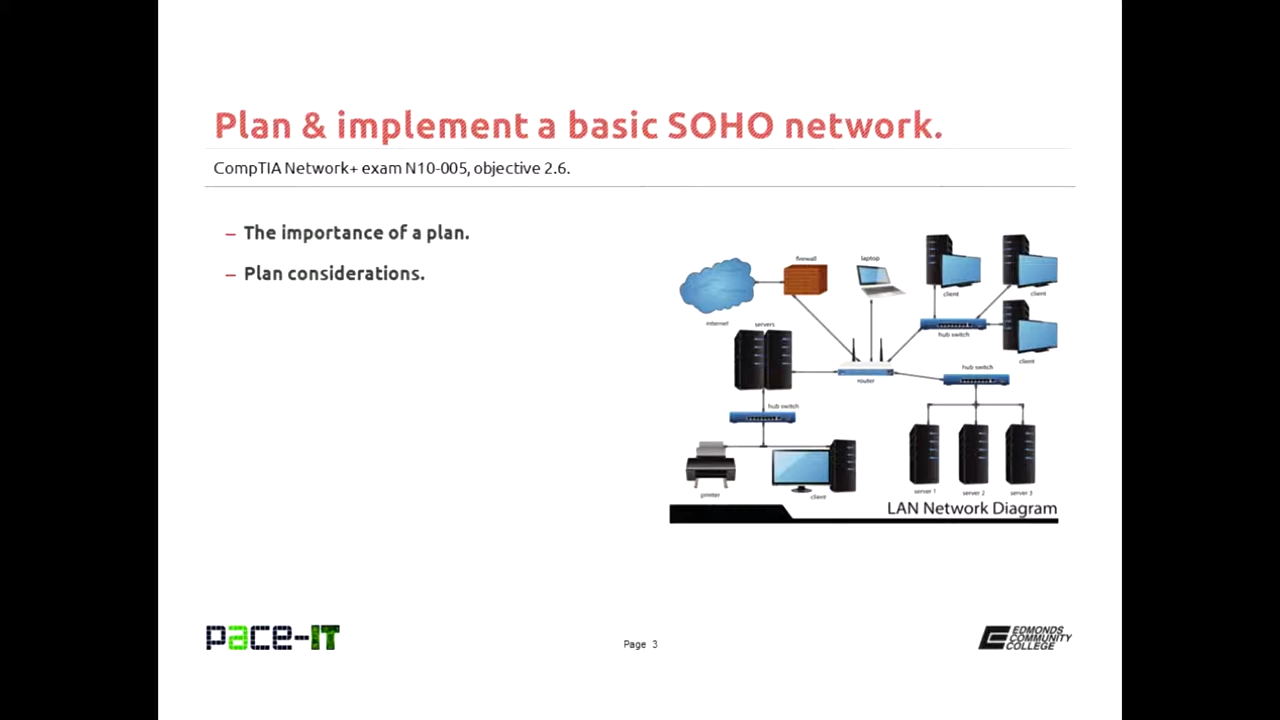 Plan & implement a basic SOHO network.
CompTIA Network+ exam N10-005, objective 2.6.
– The importance of a plan.
– Plan considerations.
firewall
laptop
client
client
internet
servers
hub switch
client
router
hub switch
hub switch
printer
client
server 1
server 2
server 3
LAN Network Diagram
pace-IT
Page 3
EDMONDS
COMMUNITY
COLLEGE